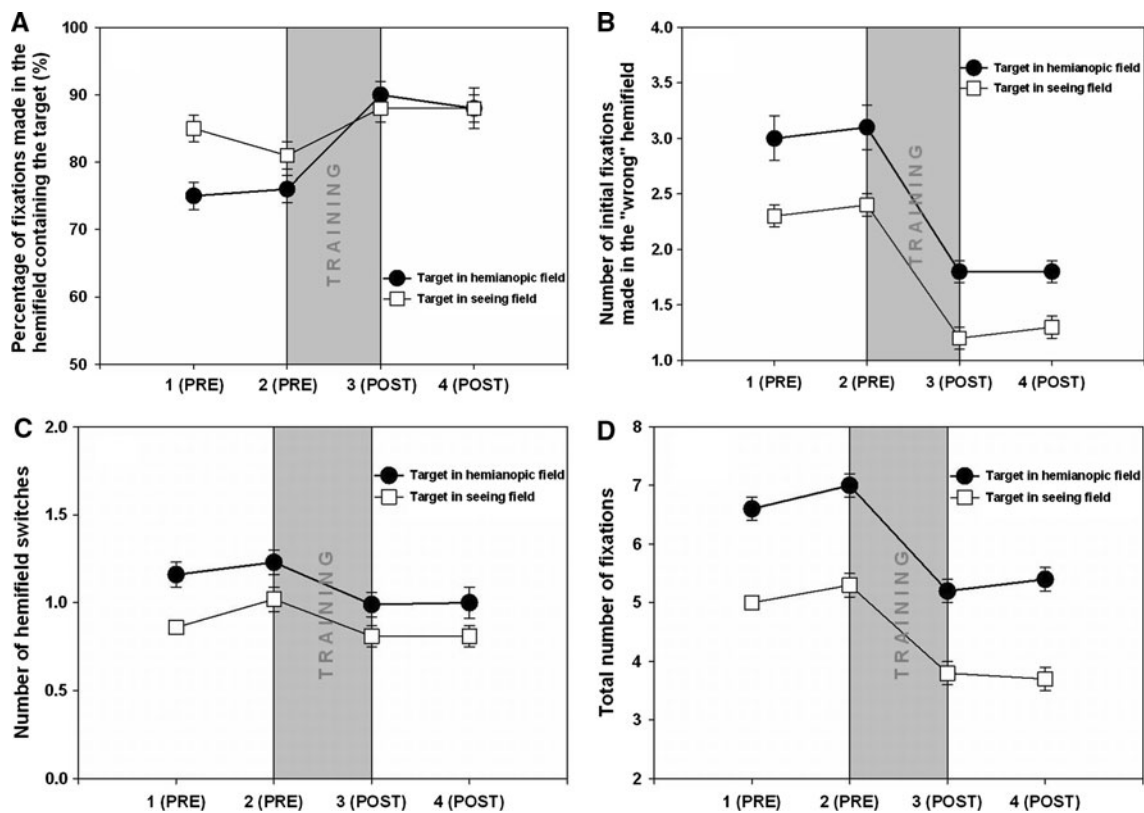 A
Percentage of fixations made in the
hemifield containing the target (%)
100
90
80
70
60
50
TRAINING
Target in hemianopic field
Target in seeing field
1 (PRE) 2 (PRE) 3 (POST) 4 (POST)
B
Number of initial fixations
made in the "wrong" hemifield
4.0
3.5
3.0
2.5
2.0
1.5
1.0
TRAINING
Target in hemianopic field
Target in seeing field
1 (PRE) 2 (PRE) 3 (POST) 4 (POST)
C
Number of hemifield switches
2.0
1.5
1.0
0.5
0.0
TRAINING
Target in hemianopic field
Target in seeing field
1 (PRE) 2 (PRE) 3 (POST) 4 (POST)
D
Total number of fixations
8
7
6
5
4
3
2
TRAINING
Target in hemianopic field
Target in seeing field
1 (PRE) 2 (PRE) 3 (POST) 4 (POST)